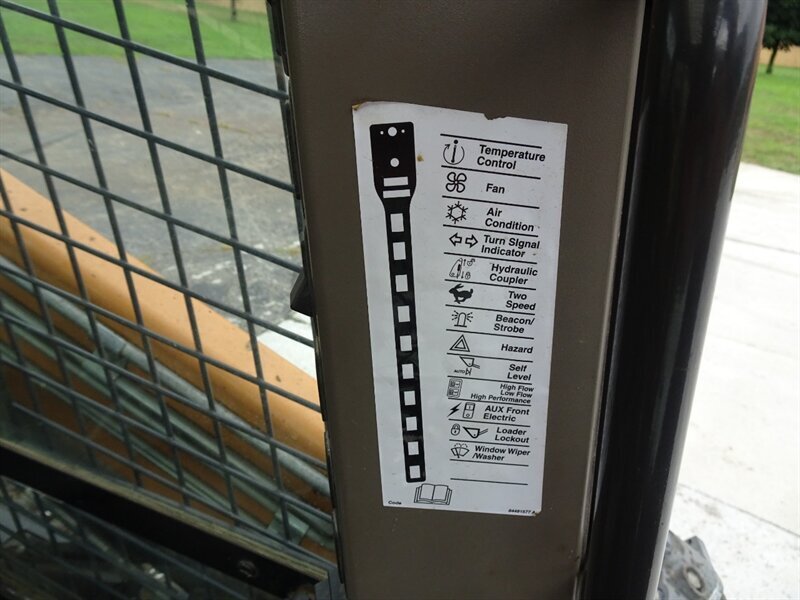 Temperature
Control
Fan
Air
Condition
Turn Signal
Indicator
Hydraulic
Coupler
Two
Speed
Beacon/
Strobe
Hazard
Self
Level
AUTO
High Flow
Low Flow
High Performance
AUX Front
Electric
Loader
Lockout
Window Wiper
/Washer
Code